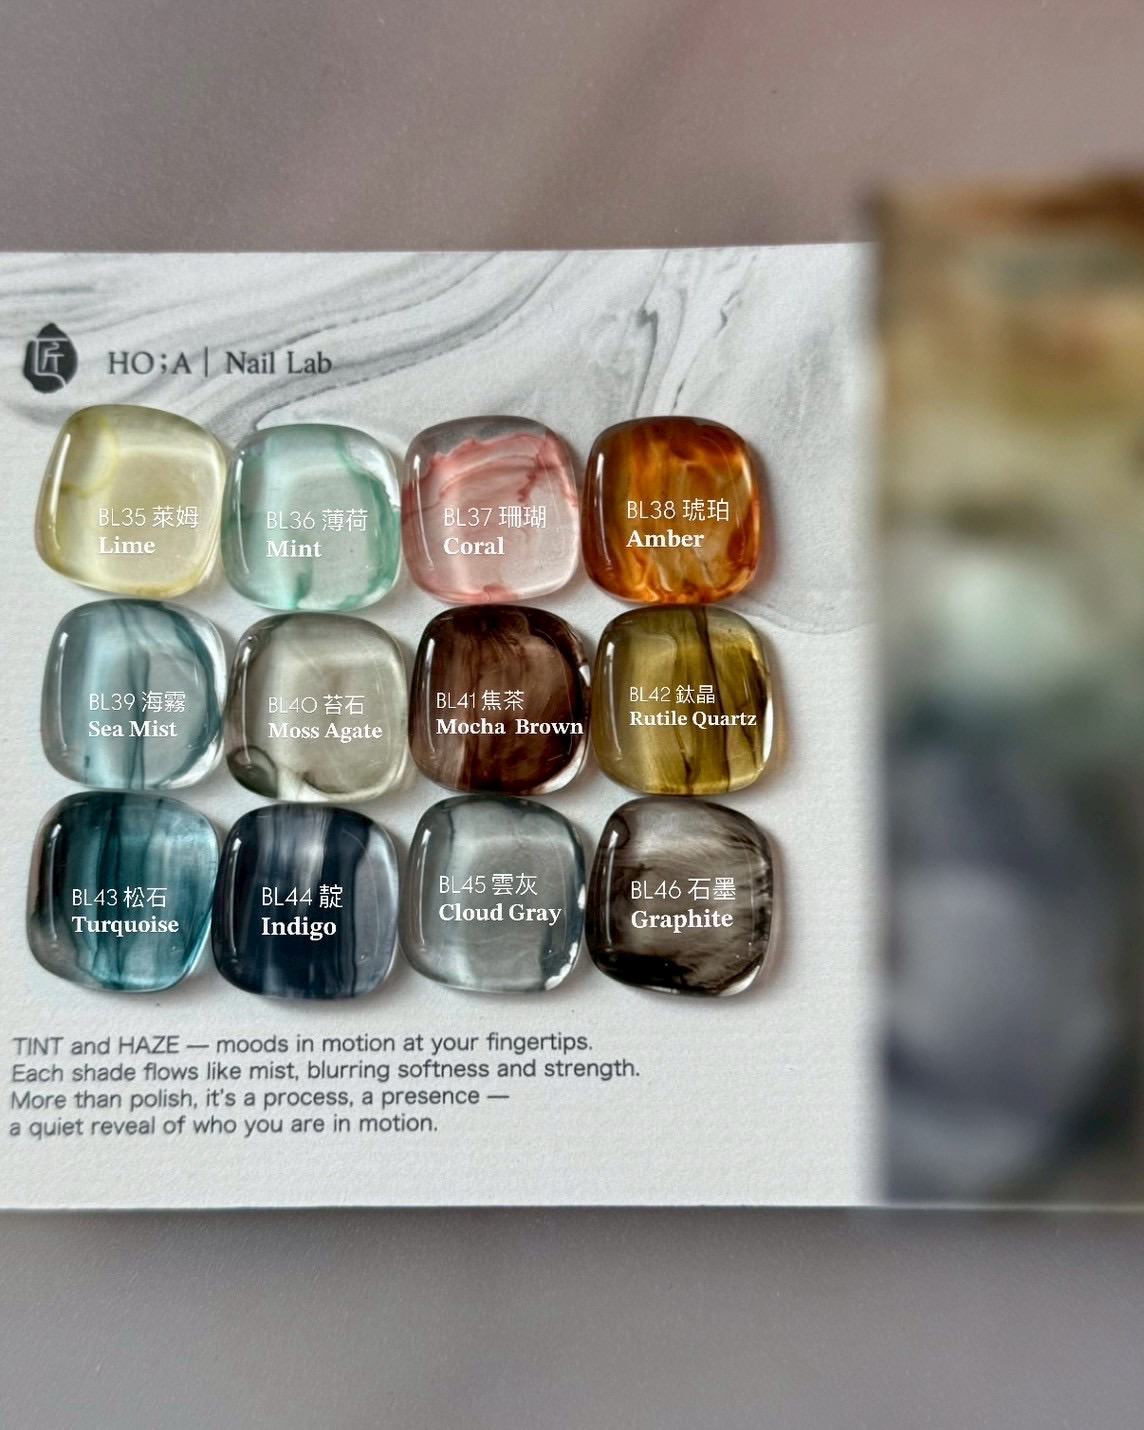 匠
HO;A | Nail Lab
BL35 萊姆
Lime
BL36 薄荷
Mint
BL37 珊瑚
Coral
BL38 琥珀
Amber
BL39 海霧
Sea Mist
BL40 苔石
Moss Agate
BL41 焦茶
Mocha Brown
BL42 鈦晶
Rutile Quartz
BL43 松石
Turquoise
BL44 靛
Indigo
BL45 雲灰
Cloud Gray
BL46 石墨
Graphite
TINT and HAZE — moods in motion at your fingertips.
Each shade flows like mist, blurring softness and strength.
More than polish, it's a process, a presence —
a quiet reveal of who you are in motion.